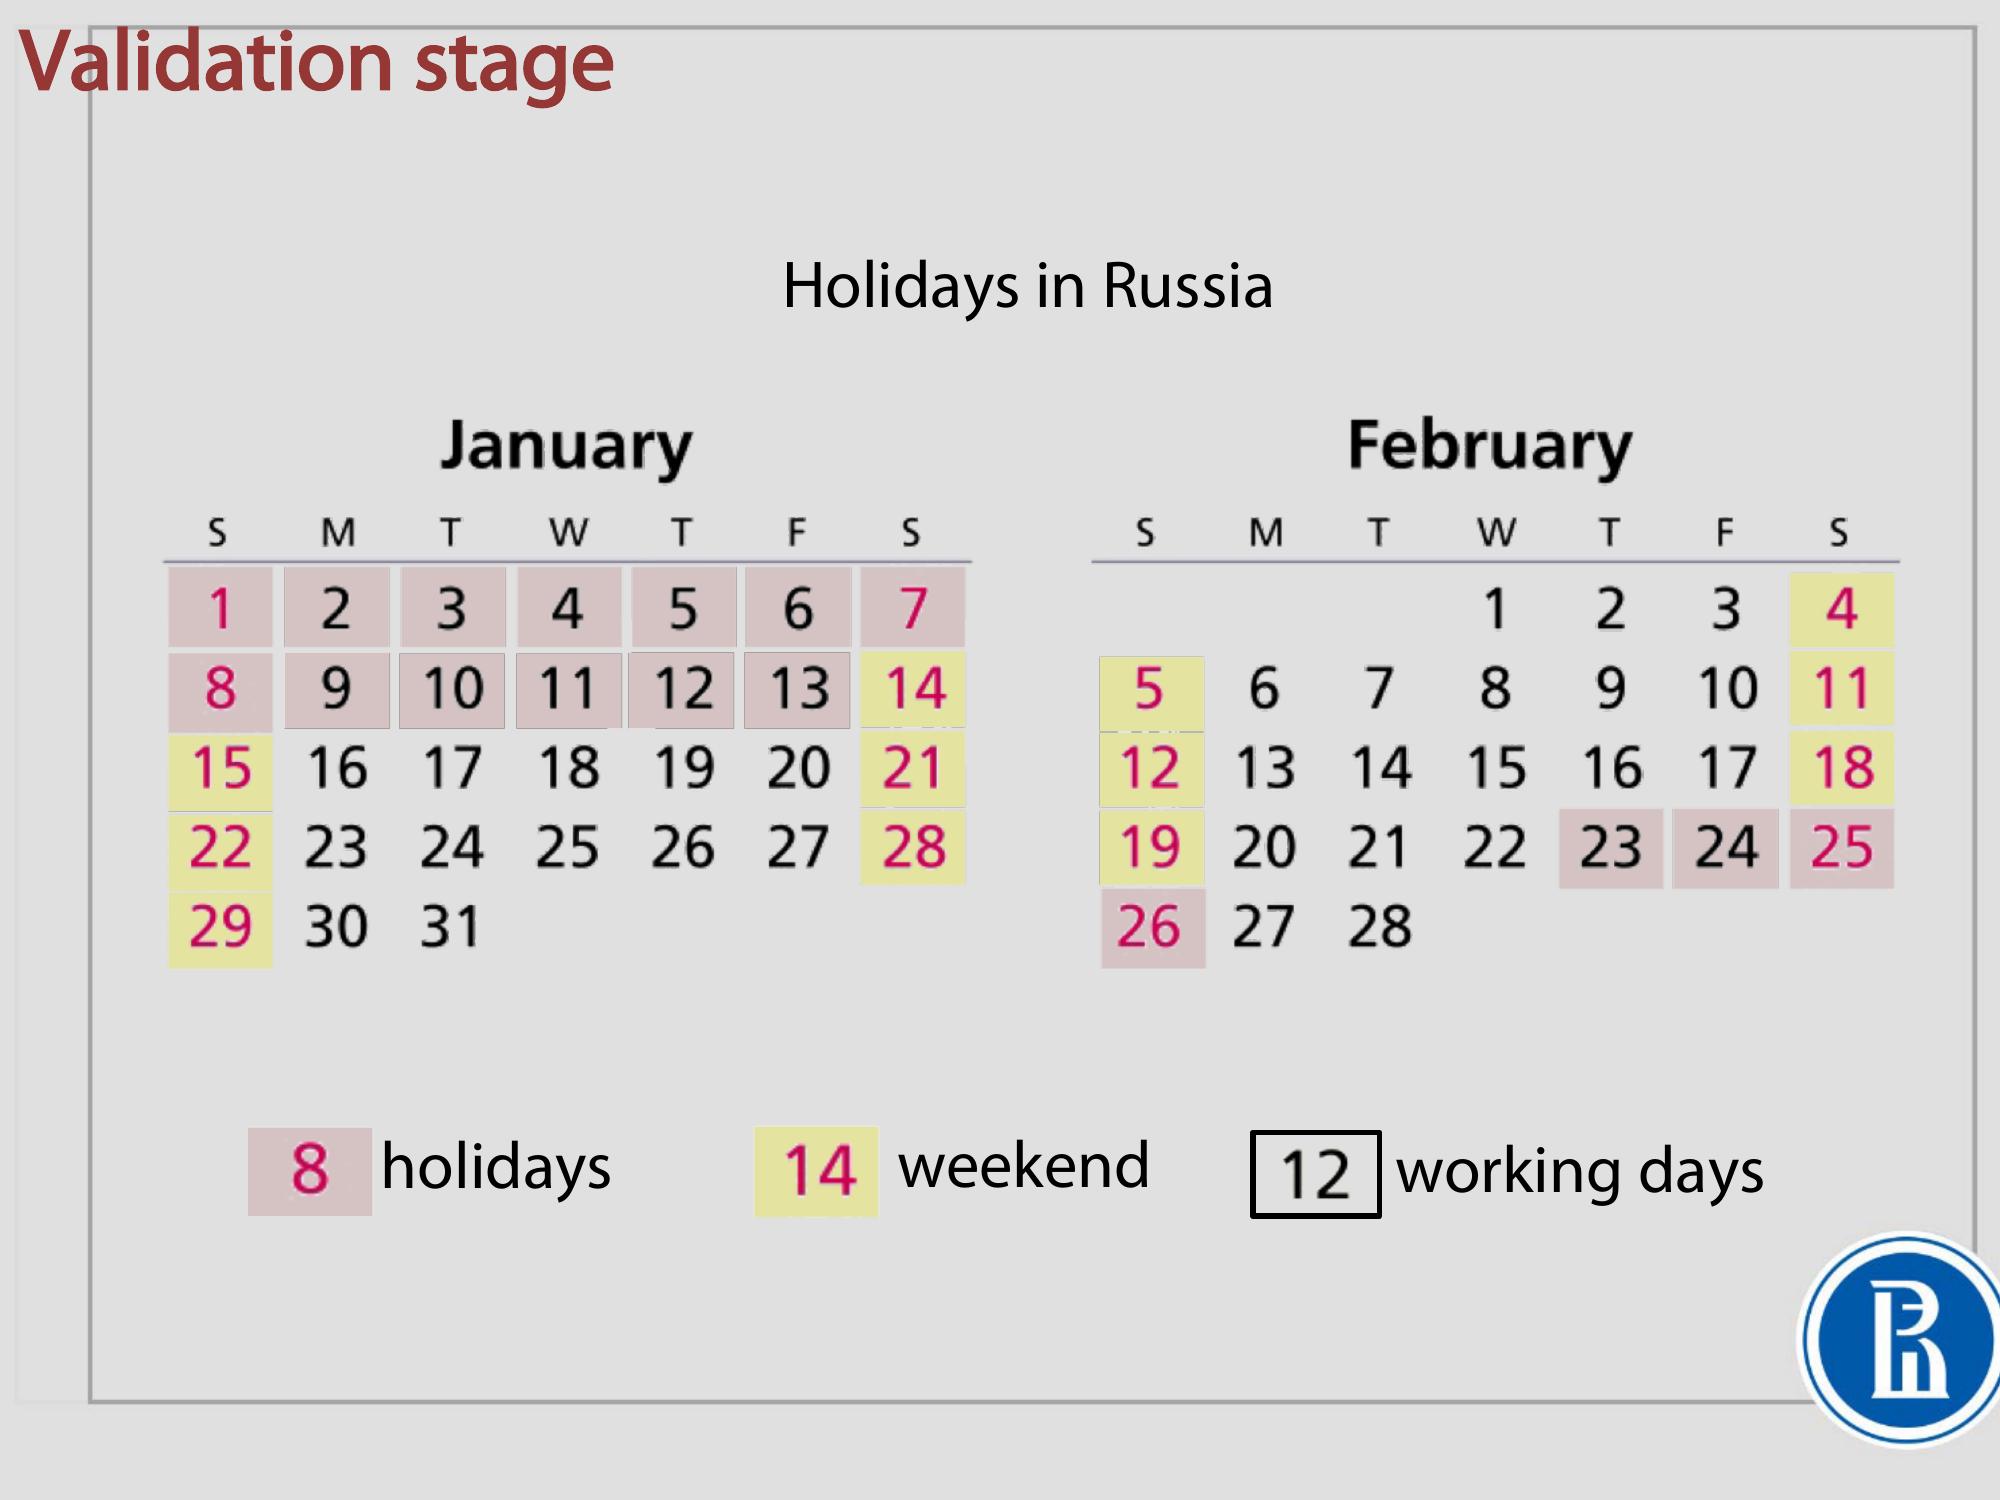 Validation stage
Holidays in Russia
January
S M T W T F S
1 2 3 4 5 6 7
8 9 10 11 12 13 14
15 16 17 18 19 20 21
22 23 24 25 26 27 28
29 30 31
February
S M T W T F S
1 2 3 4
5 6 7 8 9 10 11
12 13 14 15 16 17 18
19 20 21 22 23 24 25
26 27 28
8 holidays
14 weekend
12 working days